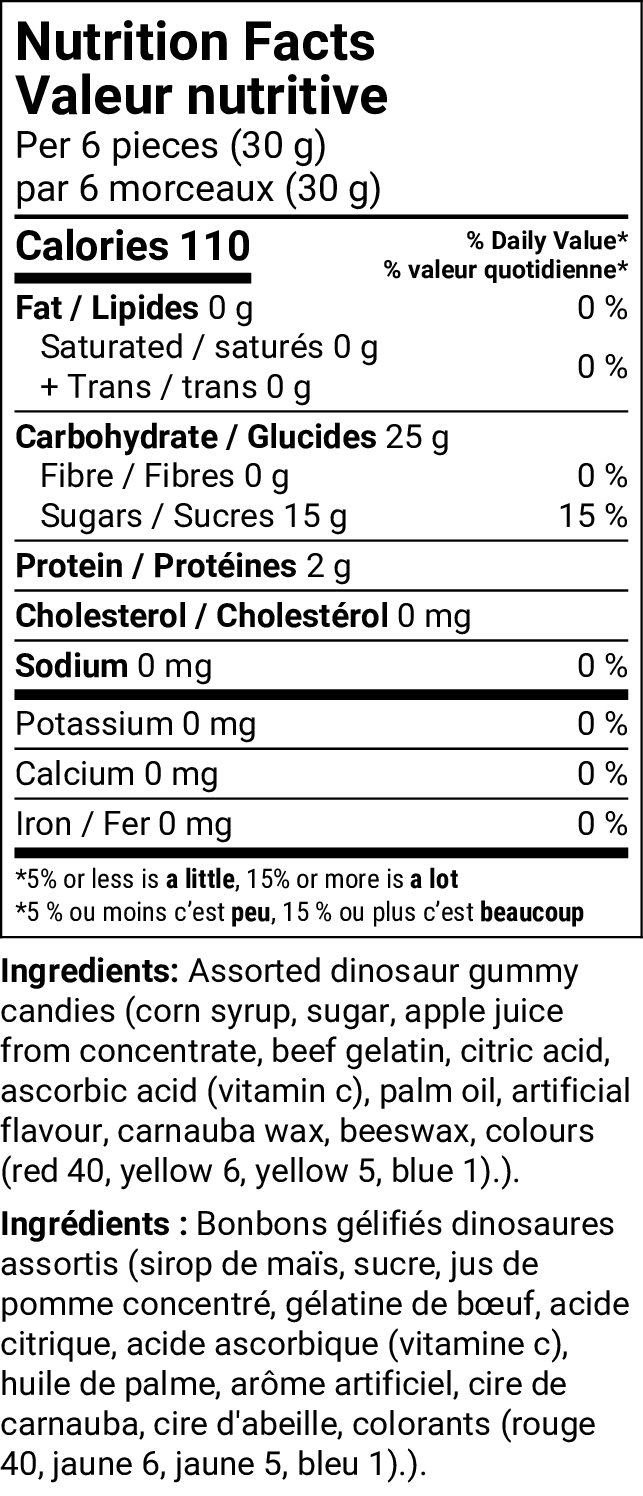 Nutrition Facts
Valeur nutritive
Per 6 pieces (30 g)
par 6 morceaux (30 g)
Calories 110
% Daily Value*
% valeur quotidienne*
Fat / Lipides 0 g 0 %
Saturated / saturés 0 g
+ Trans / trans 0 g 0 %
Carbohydrate / Glucides 25 g
Fibre / Fibres 0 g 0 %
Sugars / Sucres 15 g 15 %
Protein / Protéines 2 g
Cholesterol / Cholestérol 0 mg
Sodium 0 mg 0 %
Potassium 0 mg 0 %
Calcium 0 mg 0 %
Iron / Fer 0 mg 0 %
*5% or less is a little, 15% or more is a lot
*5 % ou moins c’est peu, 15 % ou plus c’est beaucoup
Ingredients: Assorted dinosaur gummy
candies (corn syrup, sugar, apple juice
from concentrate, beef gelatin, citric acid,
ascorbic acid (vitamin c), palm oil, artificial
flavour, carnauba wax, beeswax, colours
(red 40, yellow 6, yellow 5, blue 1).).
Ingrédients : Bonbons gélifiés dinosaures
assortis (sirop de maïs, sucre, jus de
pomme concentré, gélatine de bœuf, acide
citrique, acide ascorbique (vitamine c),
huile de palme, arôme artificiel, cire de
carnauba, cire d'abeille, colorants (rouge
40, jaune 6, jaune 5, bleu 1).).